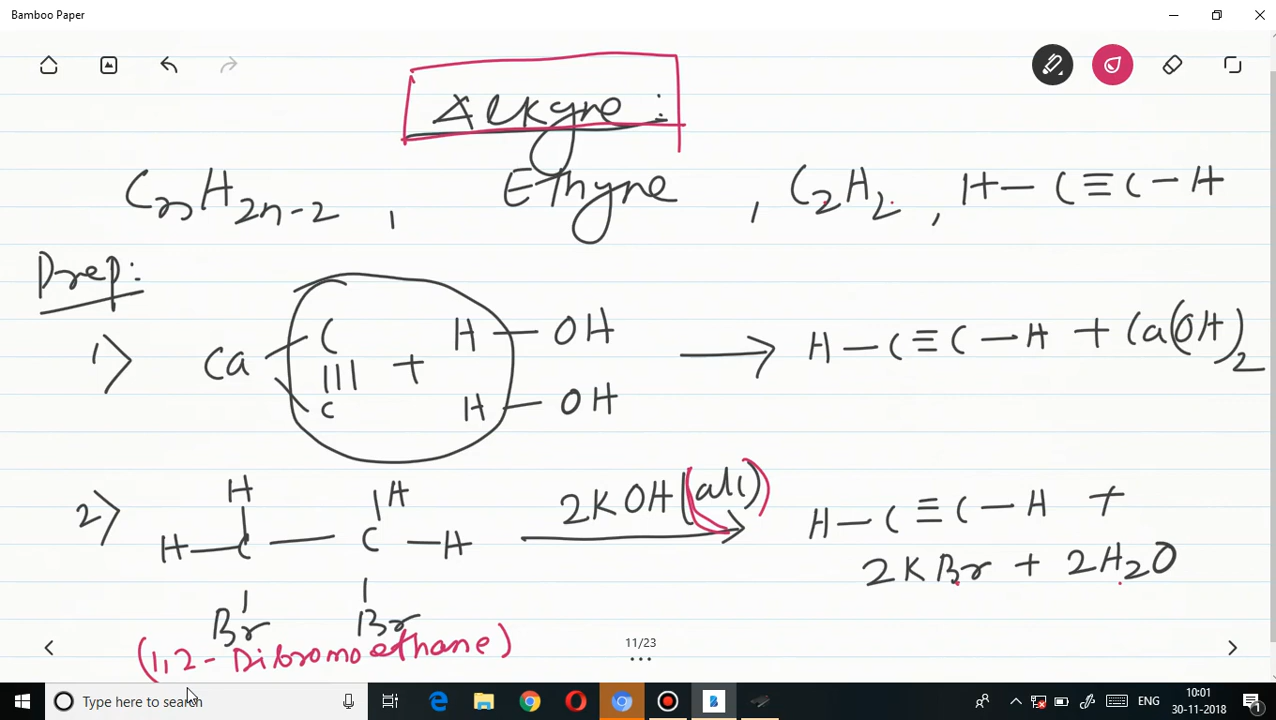 Bamboo Paper
Alkyne:
CnH2n-2 , Ethyne , C2H2 , H-C≡C-H
Prep:
1) Ca C ||| C + H-OH H-OH → H-C≡C-H + Ca(OH)2
2) H H
H-C-C-H 2KOH(alc) → H-C≡C-H +
Br Br 2KBr + 2H2O
(1,2-Dibromoethane)
11/23
Type here to search
ENG
10:01
30-11-2018
1